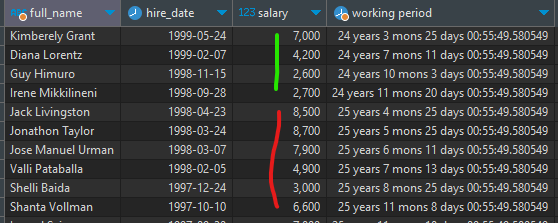 full_name hire_date 123 salary working period
Kimberely Grant 1999-05-24 7,000 24 years 3 mons 25 days 00:55:49.580549
Diana Lorentz 1999-02-07 4,200 24 years 7 mons 11 days 00:55:49.580549
Guy Himuro 1998-11-15 2,600 24 years 10 mons 3 days 00:55:49.580549
Irene Mikkilineni 1998-09-28 2,700 24 years 11 mons 20 days 00:55:49.580549
Jack Livingston 1998-04-23 8,500 25 years 4 mons 25 days 00:55:49.580549
Jonathon Taylor 1998-03-24 8,700 25 years 5 mons 25 days 00:55:49.580549
Jose Manuel Urman 1998-03-07 7,900 25 years 6 mons 11 days 00:55:49.580549
Valli Pataballa 1998-02-05 4,900 25 years 7 mons 13 days 00:55:49.580549
Shelli Baida 1997-12-24 3,000 25 years 8 mons 25 days 00:55:49.580549
Shanta Vollman 1997-10-10 6,600 25 years 11 mons 8 days 00:55:49.580549